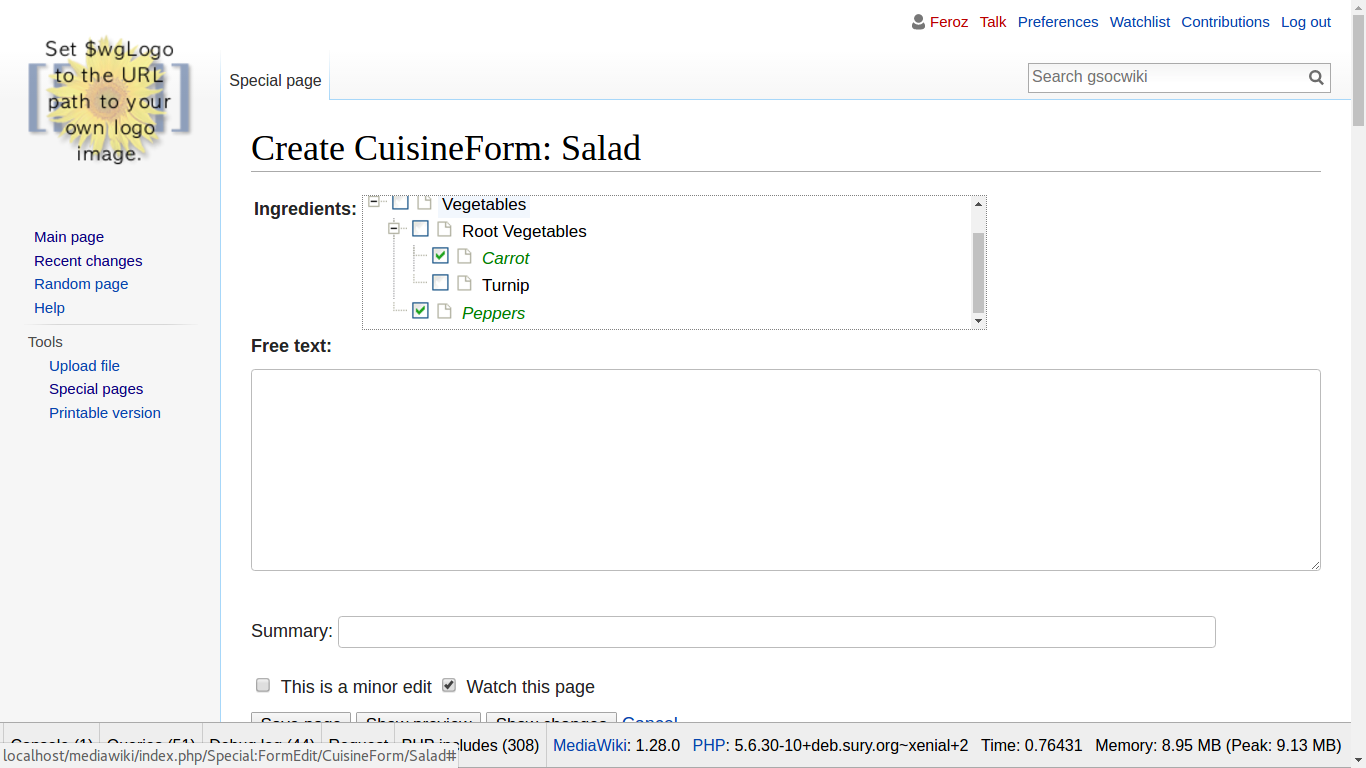 Feroz Talk Preferences Watchlist Contributions Log out
Set $wgLogo
to the URL
path to your
own logo
image.
Special page
Search gsocwiki
Create CuisineForm: Salad
Ingredients:
Vegetables
Root Vegetables
Carrot
Turnip
Peppers
Main page
Recent changes
Random page
Help
Tools
Upload file
Special pages
Printable version
Free text:
Summary:
This is a minor edit Watch this page
Save page Show preview Show changes Cancel
Console (1) Queries (51) Debug log (44) Request PHP includes (308) MediaWiki: 1.28.0 PHP: 5.6.30-10+deb.sury.org~xenial+2 Time: 0.76431 Memory: 8.95 MB (Peak: 9.13 MB)
localhost/mediawiki/index.php/Special:FormEdit/CuisineForm/Salad#